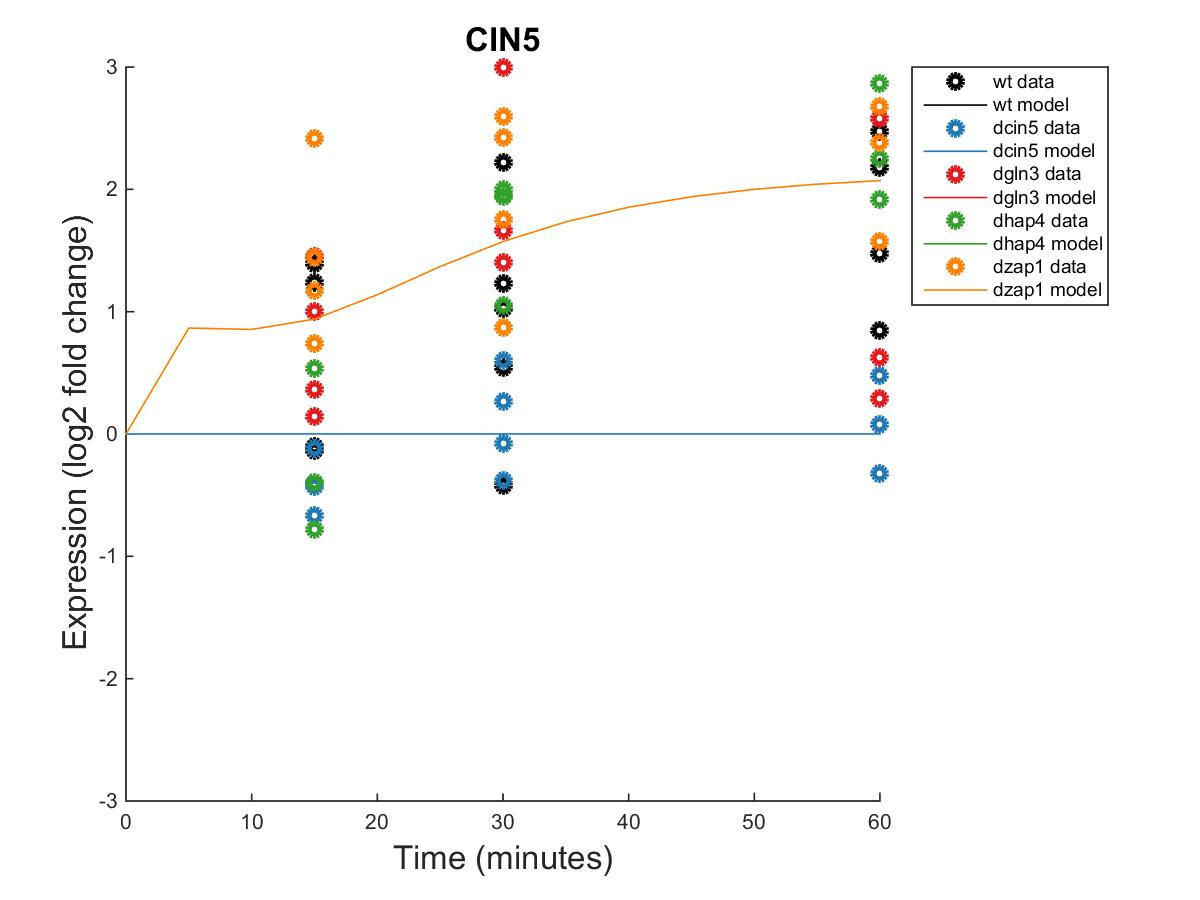 CIN5
3
2
1
0
-1
-2
-3
Expression (log2 fold change)
0 10 20 30 40 50 60
Time (minutes)
wt data
wt model
dcin5 data
dcin5 model
dgln3 data
dgln3 model
dhap4 data
dhap4 model
dzap1 data
dzap1 model